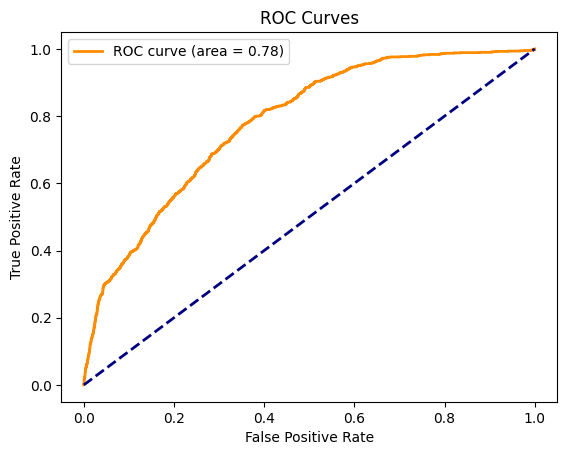 ROC Curves
ROC curve (area = 0.78)
True Positive Rate
1.0
0.8
0.6
0.4
0.2
0.0
0.0 0.2 0.4 0.6 0.8 1.0
False Positive Rate